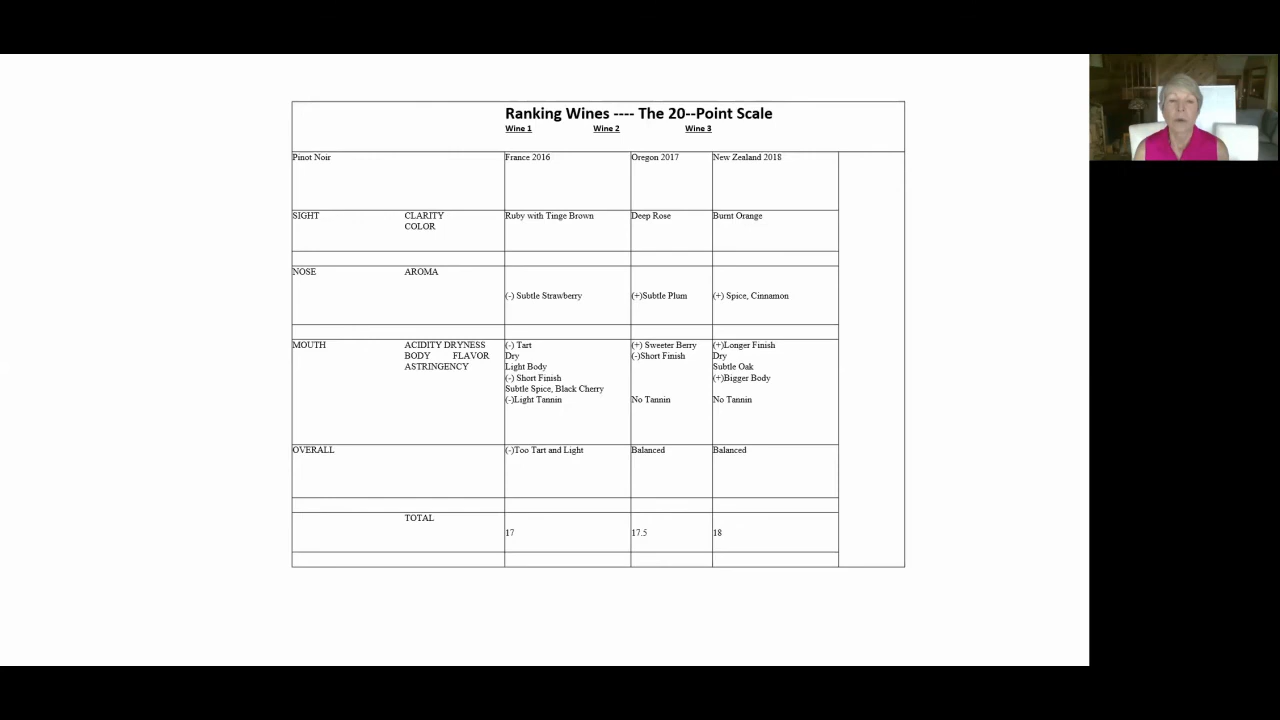 Ranking Wines ---- The 20--Point Scale
Wine 1 Wine 2 Wine 3
Pinot Noir France 2016 Oregon 2017 New Zealand 2018
SIGHT CLARITY Ruby with Tinge Brown Deep Rose Burnt Orange
COLOR
NOSE AROMA
(-) Subtle Strawberry (+)Subtle Plum (+) Spice, Cinnamon
MOUTH ACIDITY DRYNESS (-) Tart (+) Sweeter Berry (+)Longer Finish
BODY FLAVOR Dry (-)Short Finish Dry
ASTRINGENCY Light Body Subtle Oak
(-) Short Finish (+)Bigger Body
Subtle Spice, Black Cherry
(-)Light Tannin No Tannin No Tannin
OVERALL (-)Too Tart and Light Balanced Balanced
TOTAL
17 17.5 18